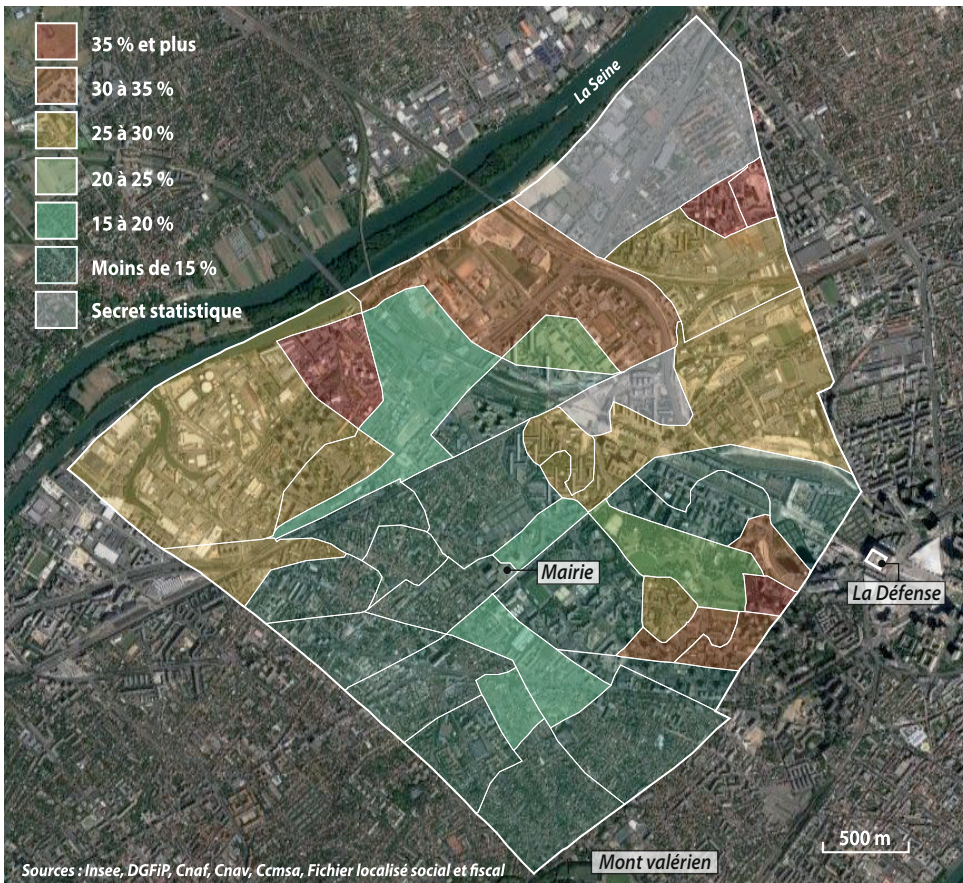 35 % et plus
30 à 35 %
25 à 30 %
20 à 25 %
15 à 20 %
Moins de 15 %
Secret statistique
La Seine
Mairie
La Défense
500 m
Mont valérien
Sources : Insee, DGFiP, Cnaf, Cnav, Ccmsa, Fichier localisé social et fiscal